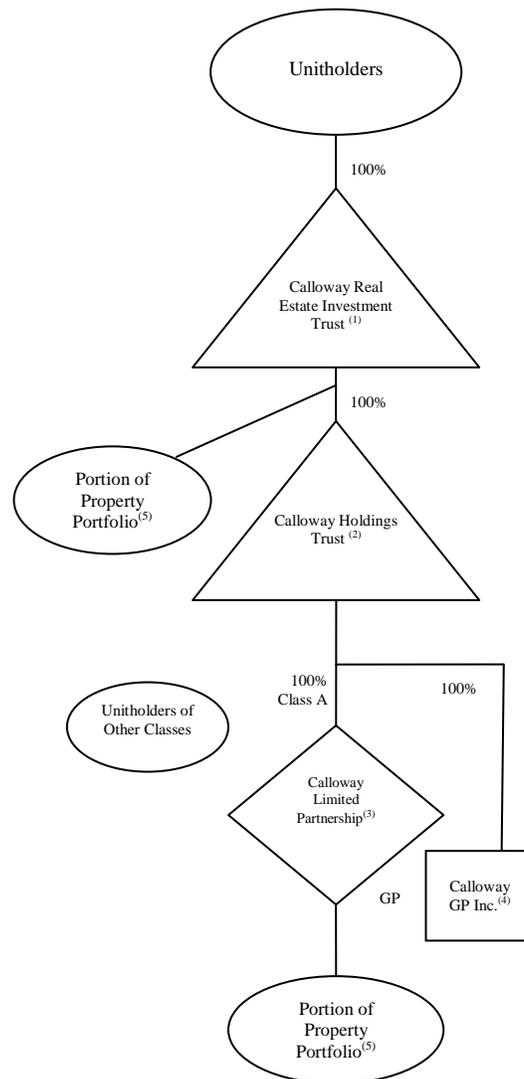 Unitholders
100%
Calloway Real
Estate Investment
Trust (1)
100%
Portion of
Property
Portfolio(5)
Calloway Holdings
Trust (2)
100%
Class A
100%
Unitholders of
Other Classes
Calloway
Limited
Partnership(3)
GP
Calloway
GP Inc.(4)
Portion of
Property
Portfolio(5)